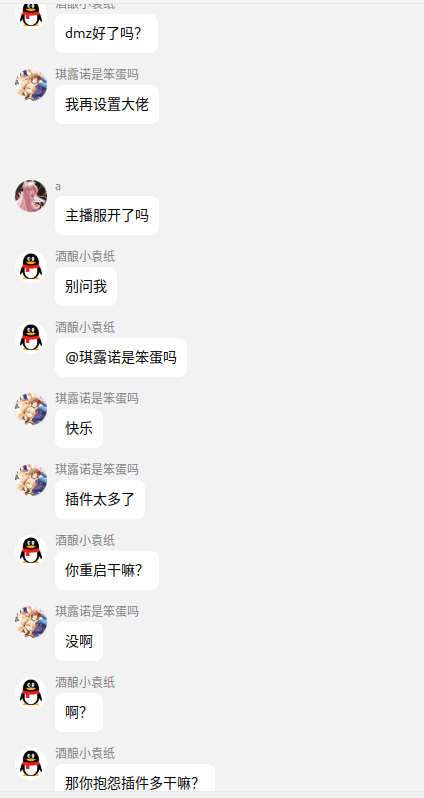 酒酿小袁纸
dmz好了吗？
琪露诺是笨蛋吗
我再设置大佬
a
主播服开了吗
酒酿小袁纸
别问我
酒酿小袁纸
@琪露诺是笨蛋吗
琪露诺是笨蛋吗
快乐
琪露诺是笨蛋吗
插件太多了
酒酿小袁纸
你重启干嘛？
琪露诺是笨蛋吗
没啊
酒酿小袁纸
啊？
酒酿小袁纸
那你抱怨插件多干嘛？